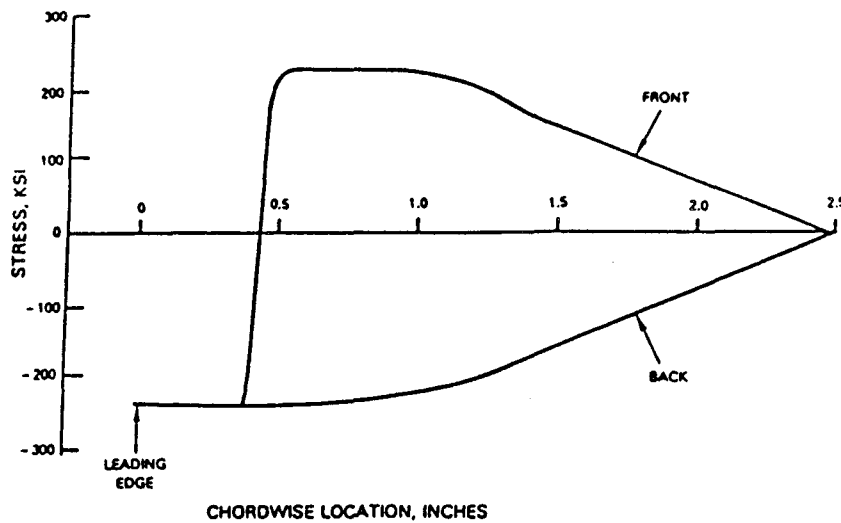 300
200
100
0
- 100
- 200
- 300
STRESS, KSI
0
0.5
1.0
1.5
2.0
2.5
FRONT
BACK
LEADING
EDGE
CHORDWISE LOCATION, INCHES